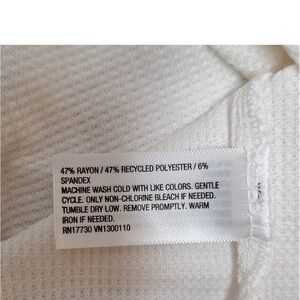 47% RAYON / 47% RECYCLED POLYESTER / 6%
SPANDEX
MACHINE WASH COLD WITH LIKE COLORS. GENTLE
CYCLE. ONLY NON-CHLORINE BLEACH IF NEEDED.
TUMBLE DRY LOW. REMOVE PROMPTLY. WARM
IRON IF NEEDED.
RN17730 VN1300110